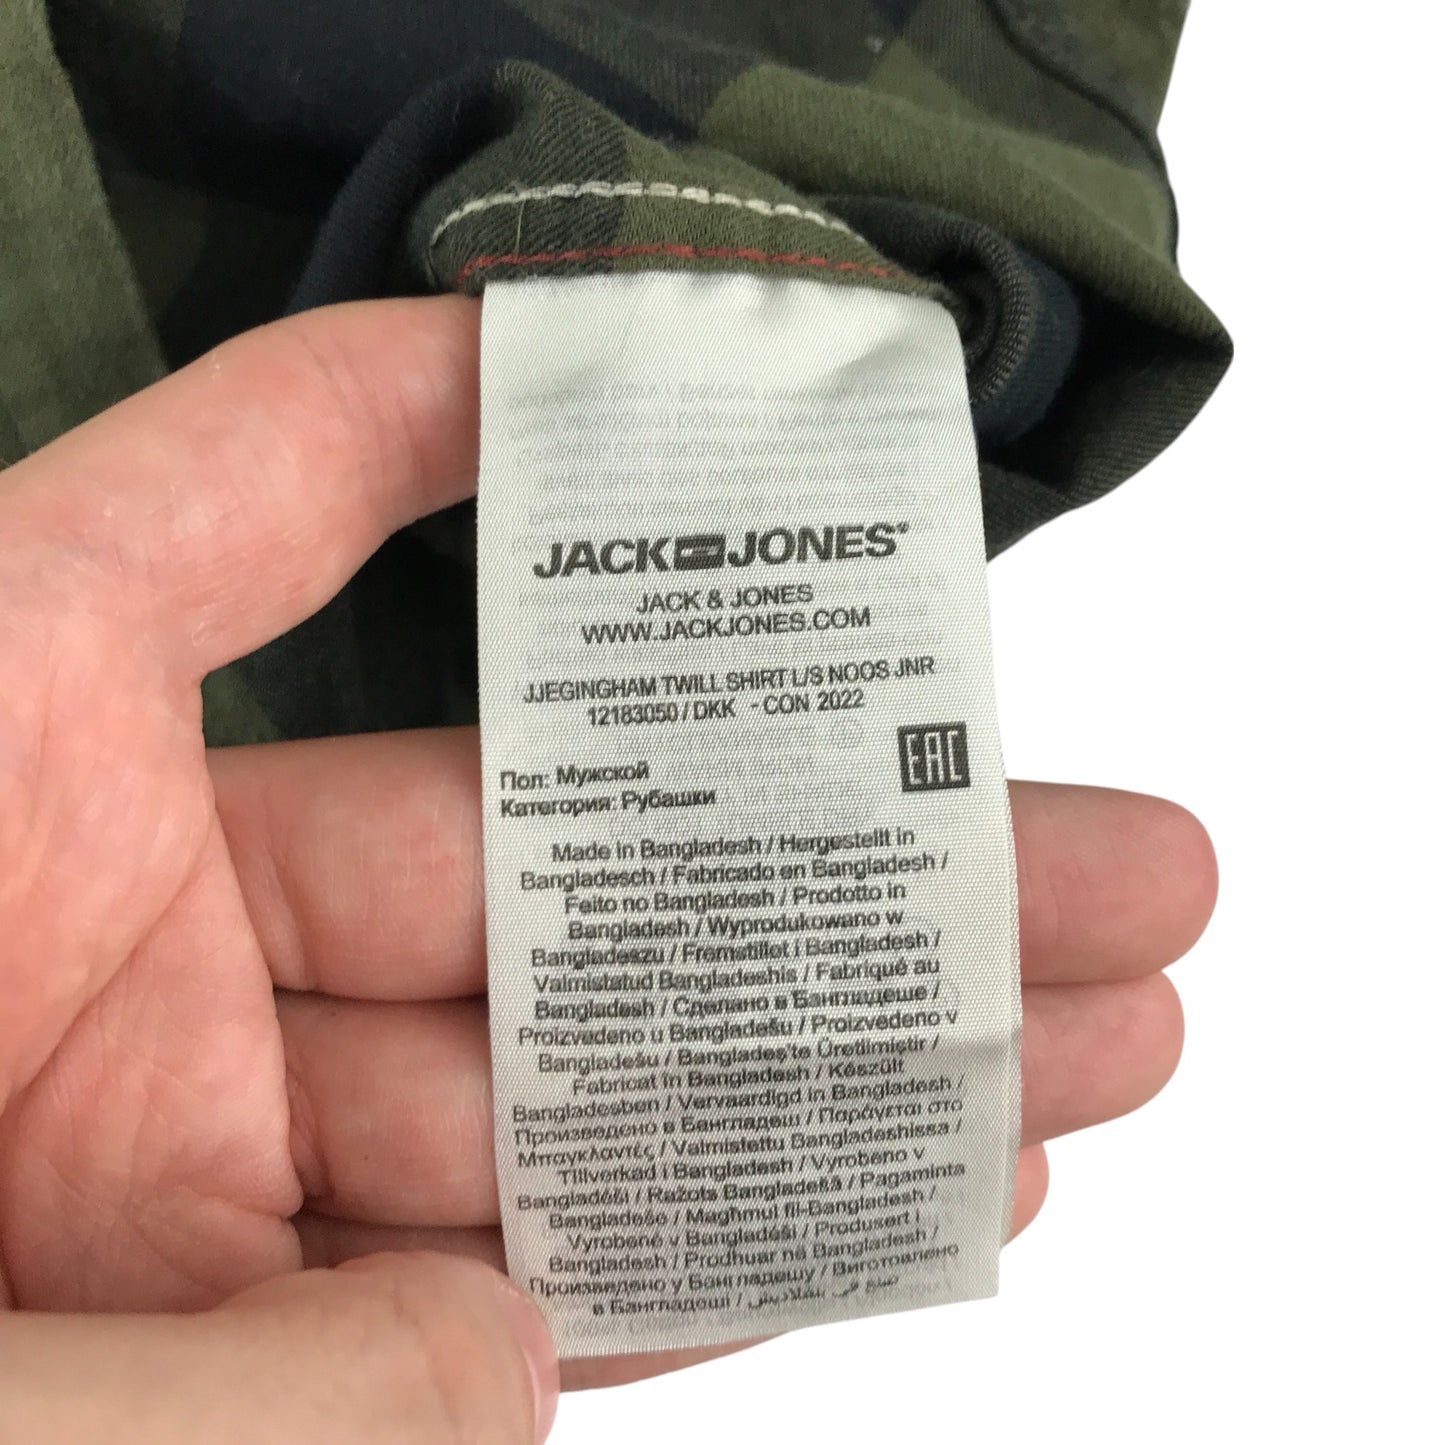 JACK JONES®
JACK & JONES
WWW.JACKJONES.COM
JJEGINGHAM TWILL SHIRT L/S NOOS JNR
12183050 / DKK - CON 2022
EAC
Пол: Мужской
Категория: Рубашки
Made in Bangladesh / Hergestellt in
Bangladesch / Fabricado en Bangladesh /
Feito no Bangladesh / Prodotto in
Bangladesh / Wyprodukowano w
Bangladeszu / Fremstillet i Bangladesh /
Valmistatud Bangladeshis / Fabriqué au
Bangladesh / Сделано в Бангладеше /
Proizvedeno u Bangladešu / Proizvedeno v
Bangladešu / Bangladeş'te Üretilmiştir /
Fabricat în Bangladesh / Készült
Bangladesben / Vervaardigd in Bangladesh /
Произведено в Бангладеш / Παράγεται στο
Μπαγκλαντές / Valmistettu Bangladeshissa /
Tillverkad i Bangladesh / Vyrobeno v
Bangladéši / Ražots Bangladešā / Pagaminta
Bangladeše / Magħmul fil-Bangladesh /
Vyrobené v Bangladéši / Produsert i
Bangladesh / Prodhuar në Bangladesh /
Произведено у Бангладешу / Виготовлено
в Бангладеші / صنع في بنغلاديش